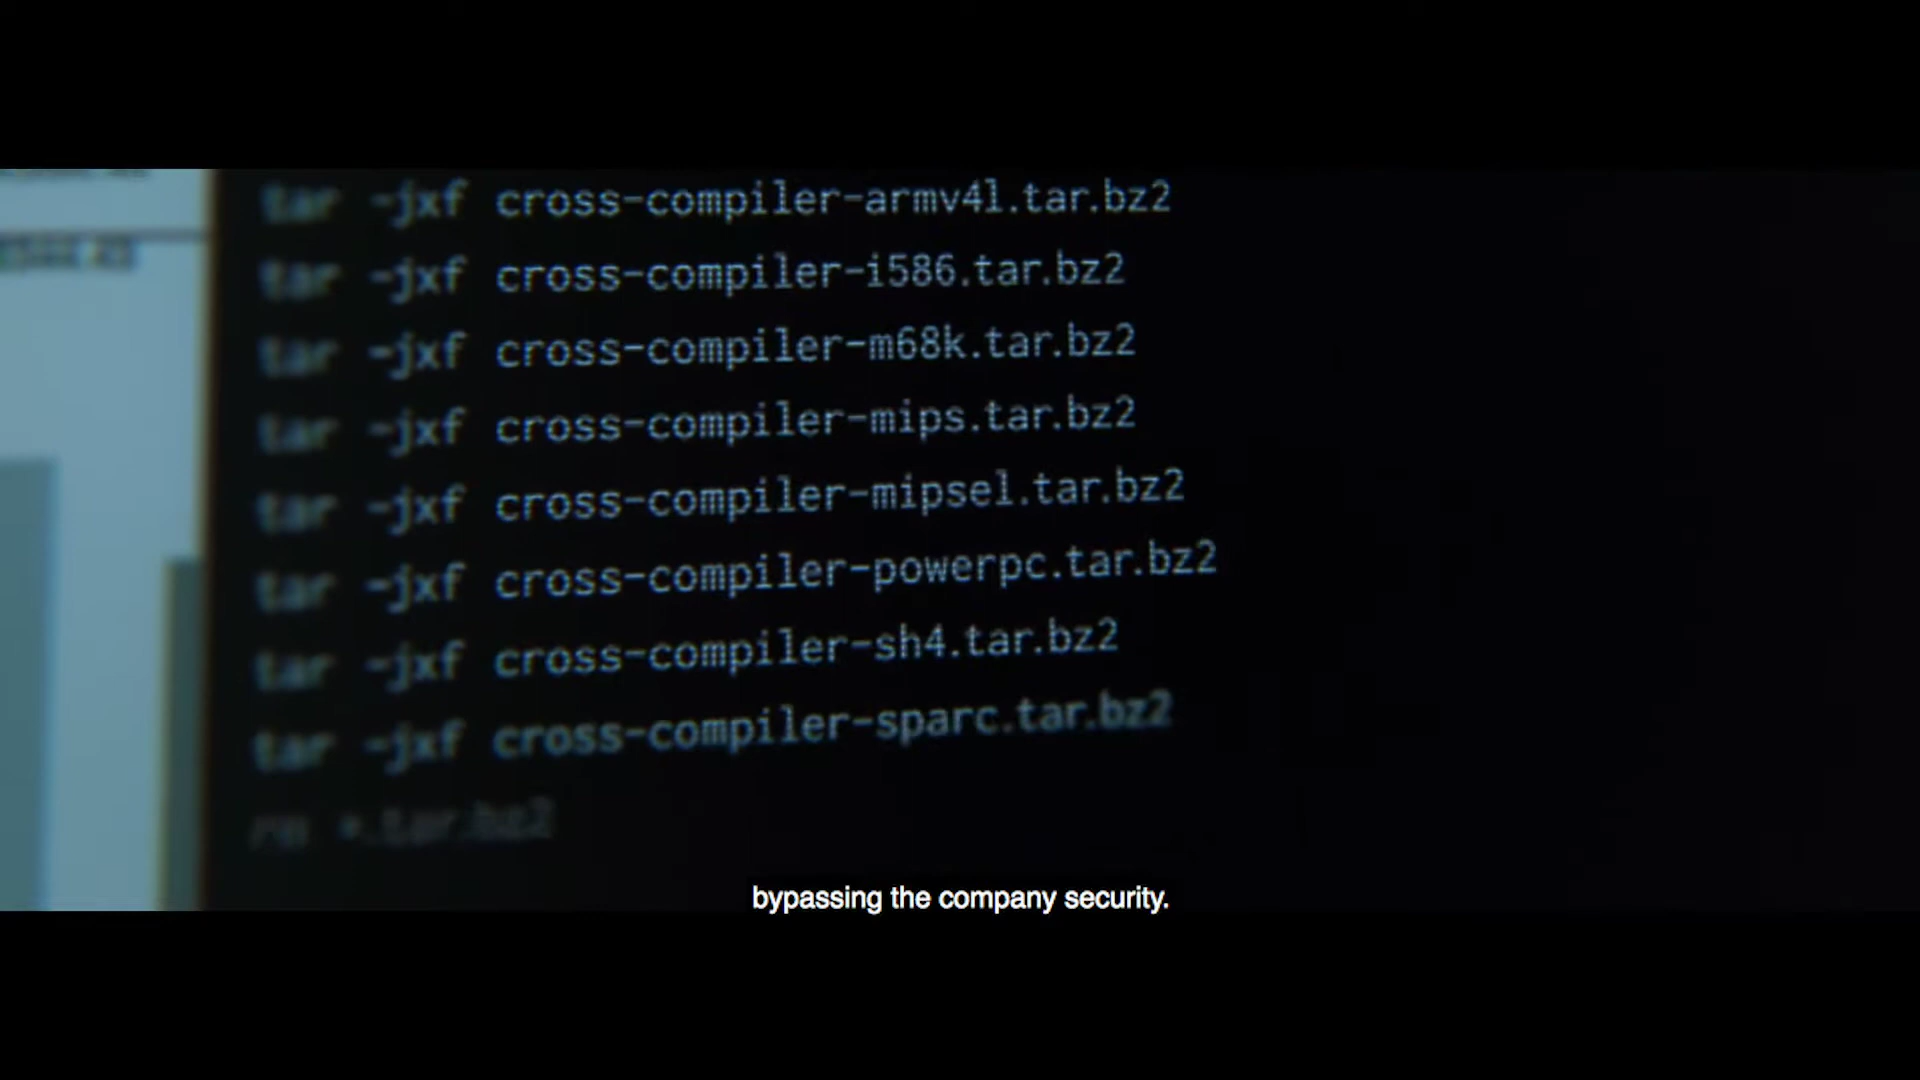 tar -jxf cross-compiler-armv4l.tar.bz2
tar -jxf cross-compiler-i586.tar.bz2
tar -jxf cross-compiler-m68k.tar.bz2
tar -jxf cross-compiler-mips.tar.bz2
tar -jxf cross-compiler-mipsel.tar.bz2
tar -jxf cross-compiler-powerpc.tar.bz2
tar -jxf cross-compiler-sh4.tar.bz2
tar -jxf cross-compiler-sparc.tar.bz2
rm *.tar.bz2
bypassing the company security.